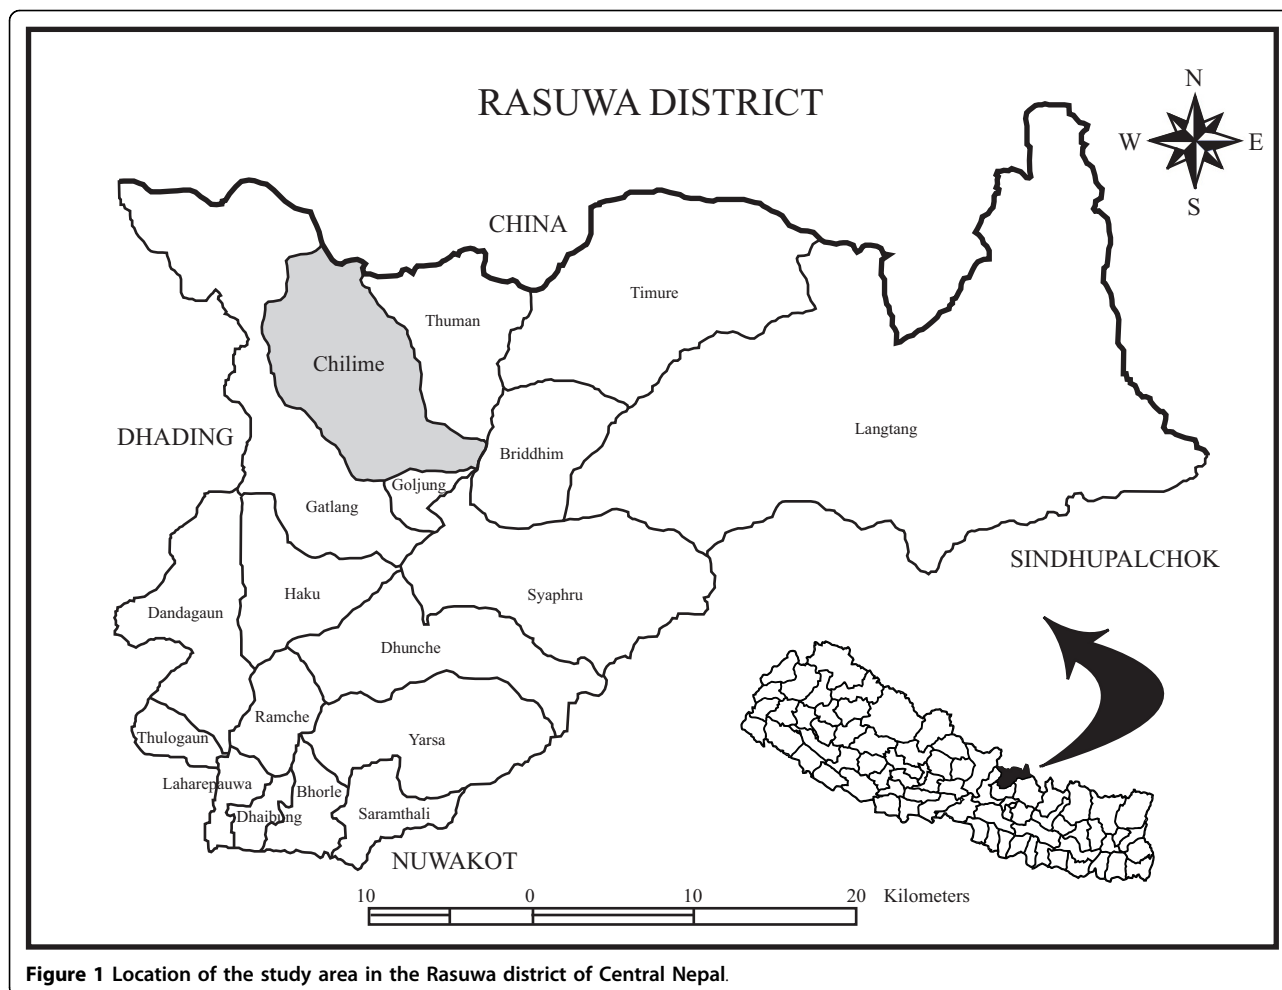 RASUWA DISTRICT
N
W E
S
CHINA
Timure
Thuman
Chilime
Langtang
DHADING
Briddhim
Goljung
Gatlang
SINDHUPALCHOK
Haku
Syaphru
Dandagaun
Dhunche
Ramche
Thulogaun
Yarsa
Laharepauwa
Bhorle
Saramthali
Dhaibung
NUWAKOT
10 0 10 20 Kilometers
Figure 1 Location of the study area in the Rasuwa district of Central Nepal.